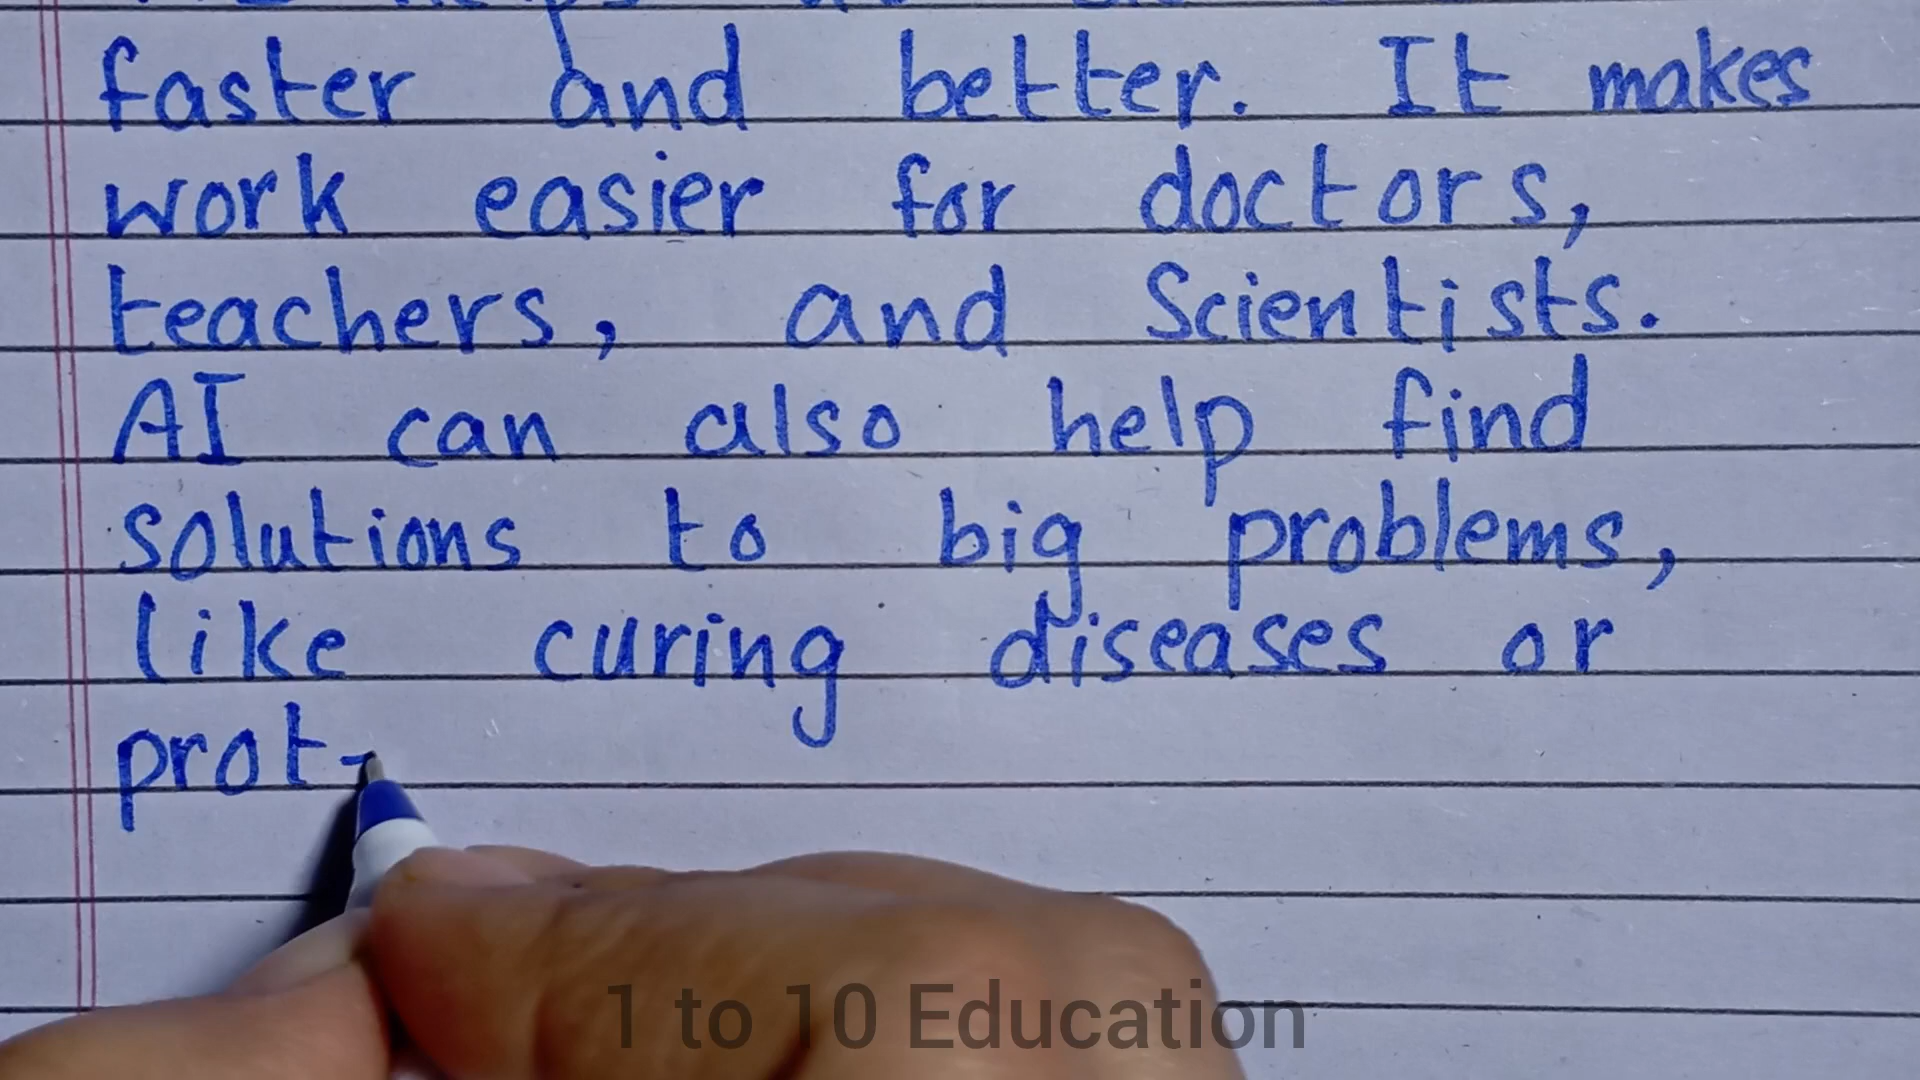 faster and better. It makes
work easier for doctors,
teachers, and Scientists.
AI can also help find
solutions to big problems,
like curing diseases or
prot
1 to 10 Education